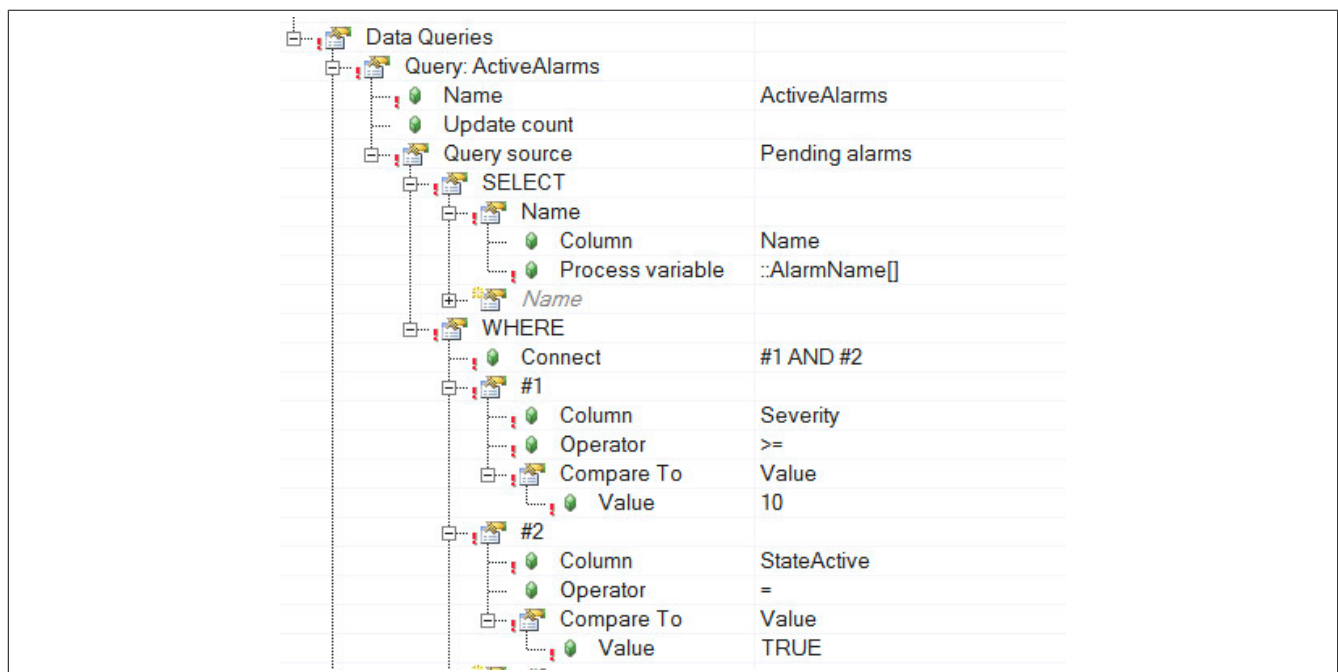 Data Queries
Query: ActiveAlarms
Name ActiveAlarms
Update count
Query source Pending alarms
SELECT
Name
Column Name
Process variable ::AlarmName[]
Name
WHERE
Connect #1 AND #2
#1
Column Severity
Operator >=
Compare To Value
Value 10
#2
Column StateActive
Operator =
Compare To Value
Value TRUE